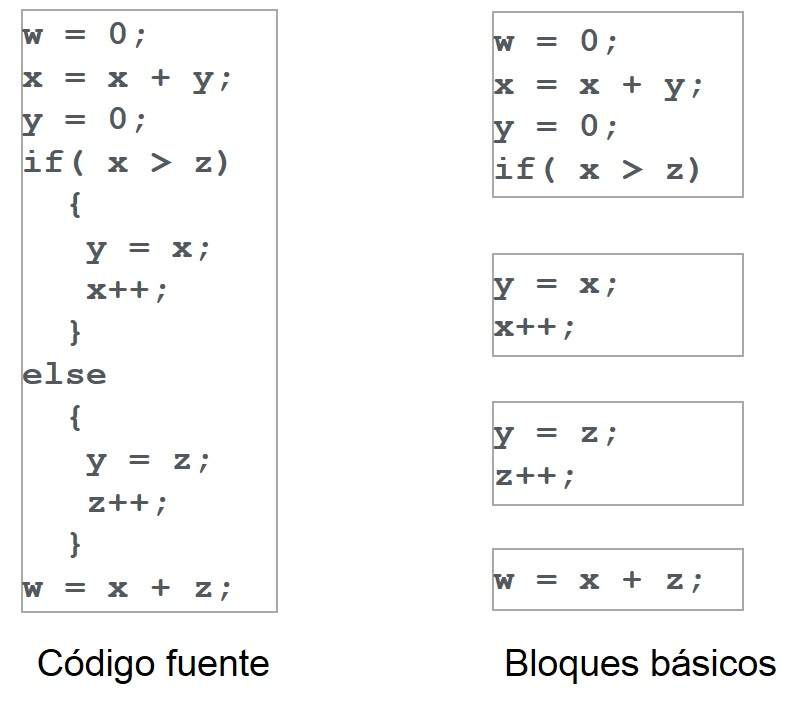 w = 0;
x = x + y;
y = 0;
if( x > z)
{
y = x;
x++;
}
else
{
y = z;
z++;
}
w = x + z;
Código fuente
w = 0;
x = x + y;
y = 0;
if( x > z)
y = x;
x++;
y = z;
z++;
w = x + z;
Bloques básicos